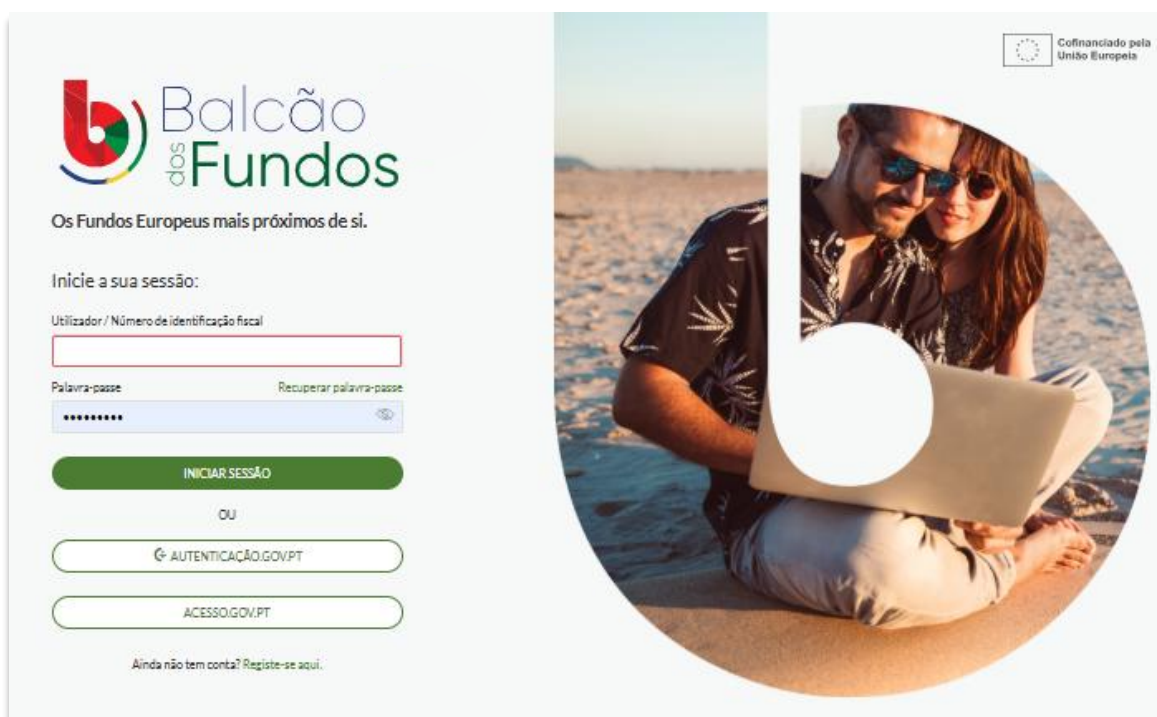 Cofinanciado pela
União Europeia
Balcão
dos Fundos
Os Fundos Europeus mais próximos de si.
Inicie a sua sessão:
Utilizador / Número de identificação fiscal
Palavra-passe Recuperar palavra-passe
•••••••••
INICIAR SESSÃO
OU
AUTENTICAÇÃO.GOV.PT
ACESSO.GOV.PT
Ainda não tem conta? Registe-se aqui.